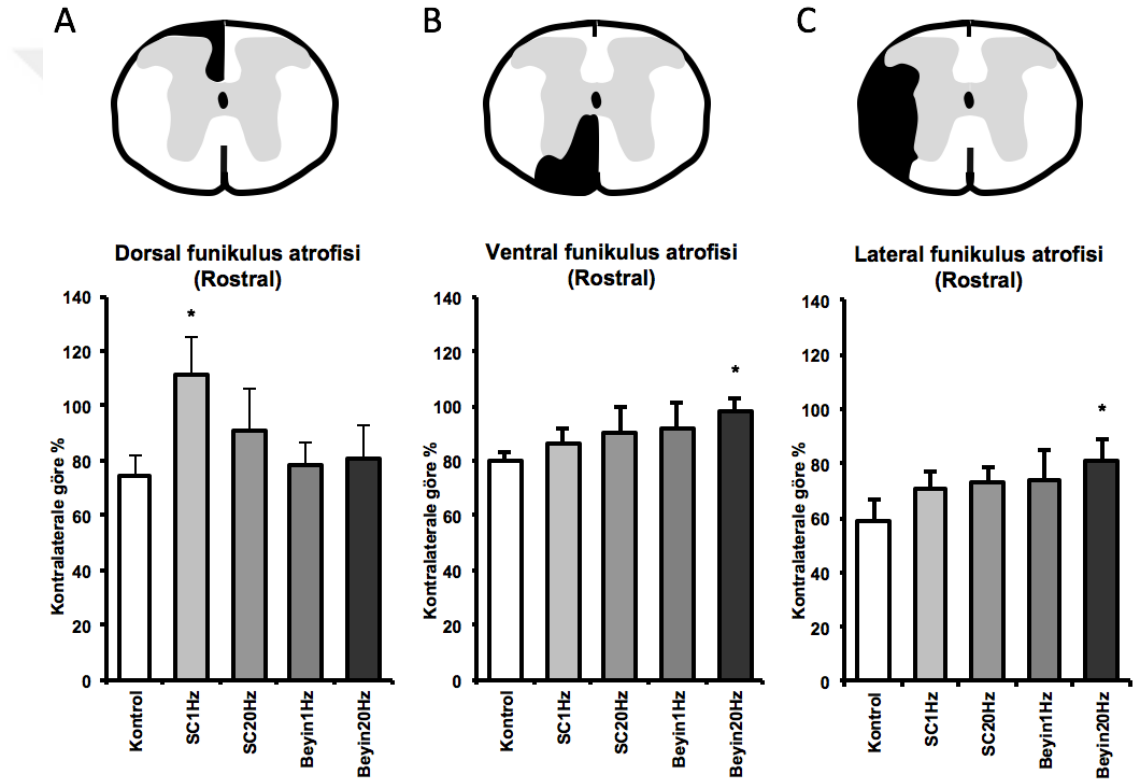 A
B
C
Dorsal funikulus atrofisi
(Rostral)
Kontralaterale göre %
140
120
100
80
60
40
20
0
*
Kontrol
SC1Hz
SC20Hz
Beyin1Hz
Beyin20Hz
Ventral funikulus atrofisi
(Rostral)
Kontralaterale göre %
140
120
100
80
60
40
20
0
*
Kontrol
SC1Hz
SC20Hz
Beyin1Hz
Beyin20Hz
Lateral funikulus atrofisi
(Rostral)
Kontralaterale göre %
140
120
100
80
60
40
20
0
*
Kontrol
SC1Hz
SC20Hz
Beyin1Hz
Beyin20Hz